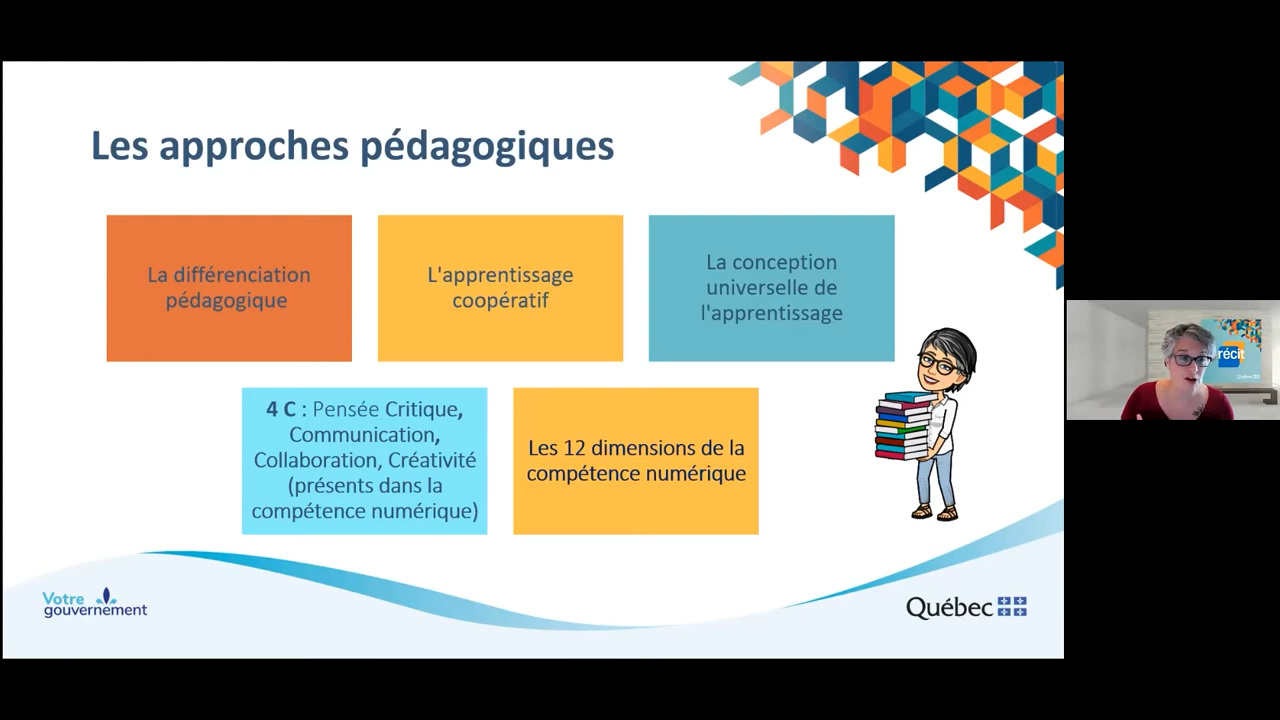 Les approches pédagogiques
La différenciation
pédagogique
L'apprentissage
coopératif
La conception
universelle de
l'apprentissage
4 C : Pensée Critique,
Communication,
Collaboration, Créativité
(présents dans la
compétence numérique)
Les 12 dimensions de la
compétence numérique
récit
Québec
Votre
gouvernement
Québec